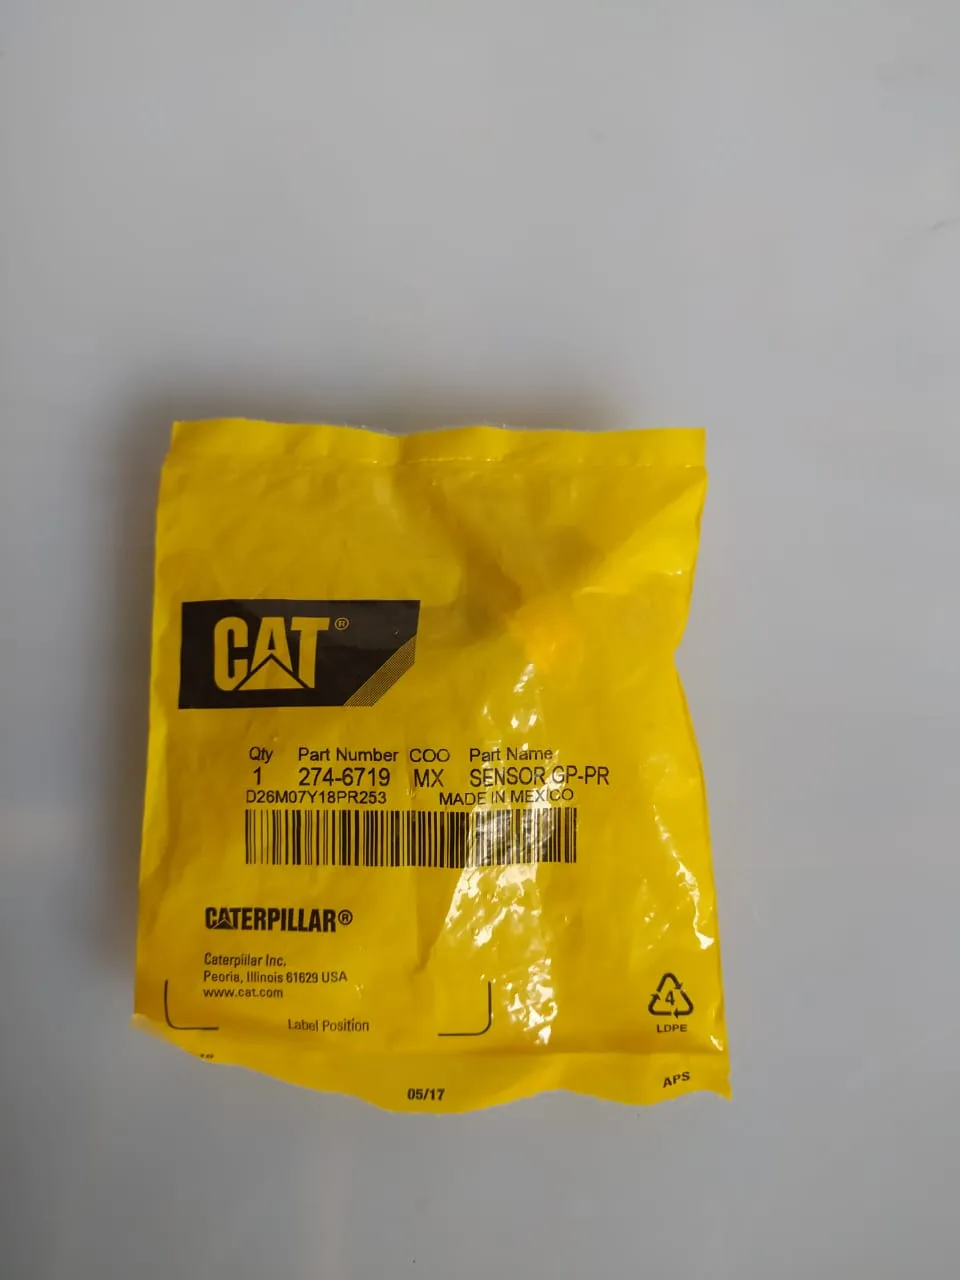 CAT®
Qty Part Number COO Part Name
1 274-6719 MX SENSOR GP-PR
D26M07Y18PR253 MADE IN MEXICO
CATERPILLAR®
Caterpillar Inc.
Peoria, Illinois 61629 USA
www.cat.com
Label Position
4
LDPE
05/17
APS